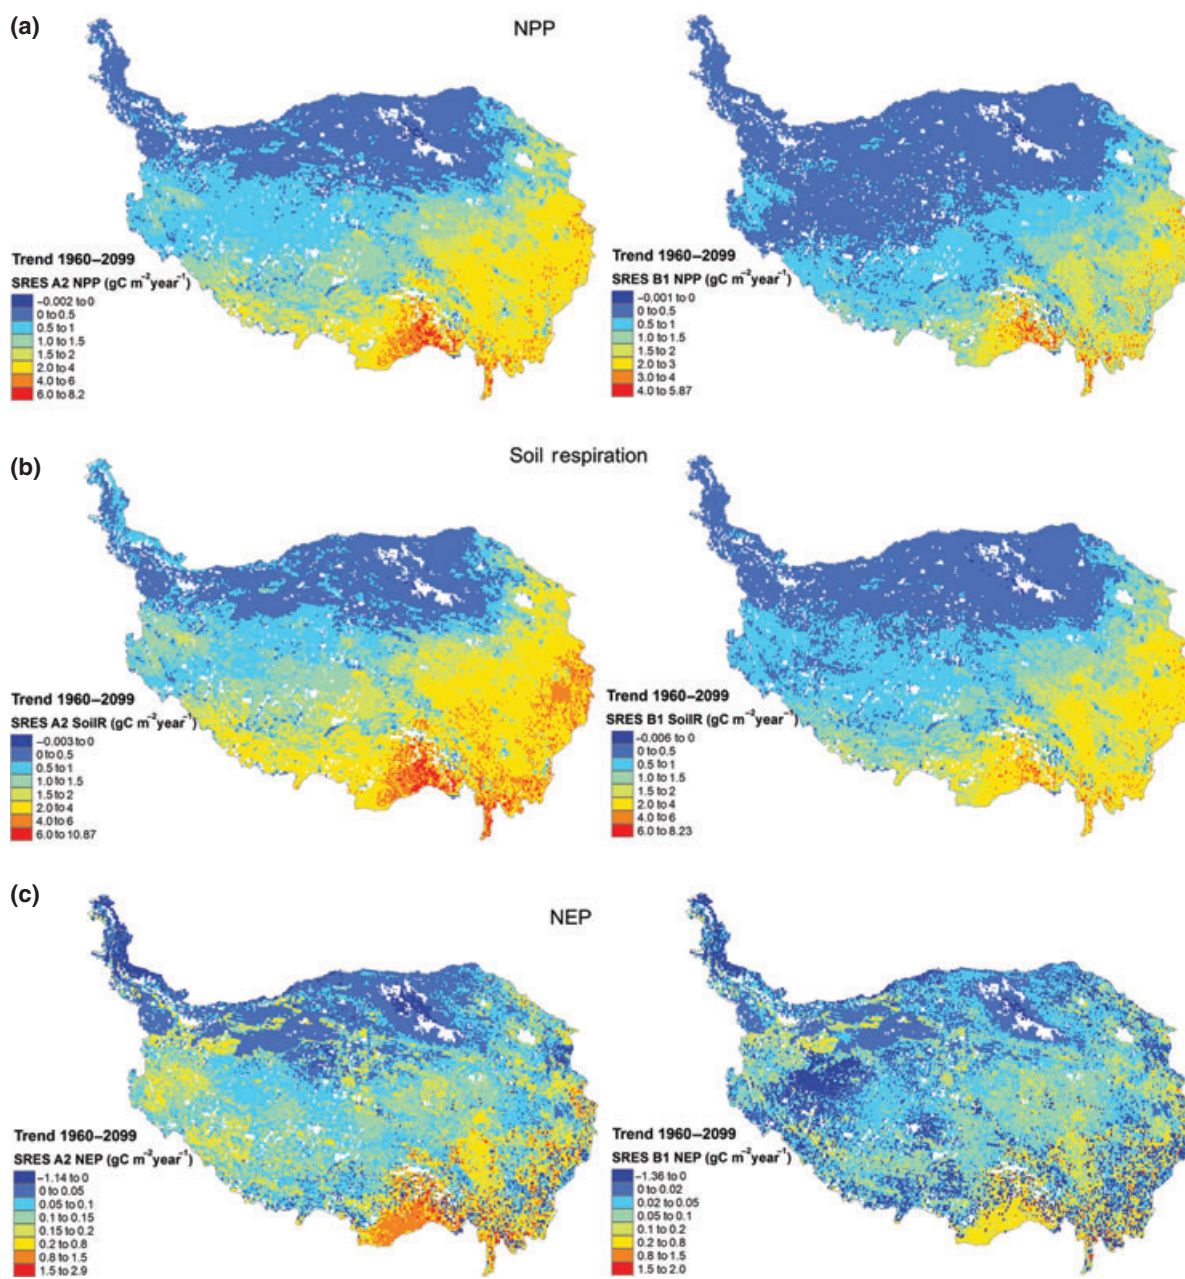 (a)
NPP
Trend 1960–2099
SRES A2 NPP (gC m⁻²year⁻¹)
−0.002 to 0
0 to 0.5
0.5 to 1
1.0 to 1.5
1.5 to 2
2.0 to 4
4.0 to 6
6.0 to 8.2
Trend 1960–2099
SRES B1 NPP (gC m⁻²year⁻¹)
−0.001 to 0
0 to 0.5
0.5 to 1
1.0 to 1.5
1.5 to 2
2.0 to 3
3.0 to 4
4.0 to 5.87
(b)
Soil respiration
Trend 1960–2099
SRES A2 SoilR (gC m⁻²year⁻¹)
−0.003 to 0
0 to 0.5
0.5 to 1
1.0 to 1.5
1.5 to 2
2.0 to 4
4.0 to 6
6.0 to 10.87
Trend 1960–2099
SRES B1 SoilR (gC m⁻²year⁻¹)
−0.006 to 0
0 to 0.5
0.5 to 1
1.0 to 1.5
1.5 to 2
2.0 to 4
4.0 to 6
6.0 to 8.23
(c)
NEP
Trend 1960–2099
SRES A2 NEP (gC m⁻²year⁻¹)
−1.14 to 0
0 to 0.05
0.05 to 0.1
0.1 to 0.15
0.15 to 0.2
0.2 to 0.8
0.8 to 1.5
1.5 to 2.9
Trend 1960–2099
SRES B1 NEP (gC m⁻²year⁻¹)
−1.36 to 0
0 to 0.02
0.02 to 0.05
0.05 to 0.1
0.1 to 0.2
0.2 to 0.8
0.8 to 1.5
1.5 to 2.0